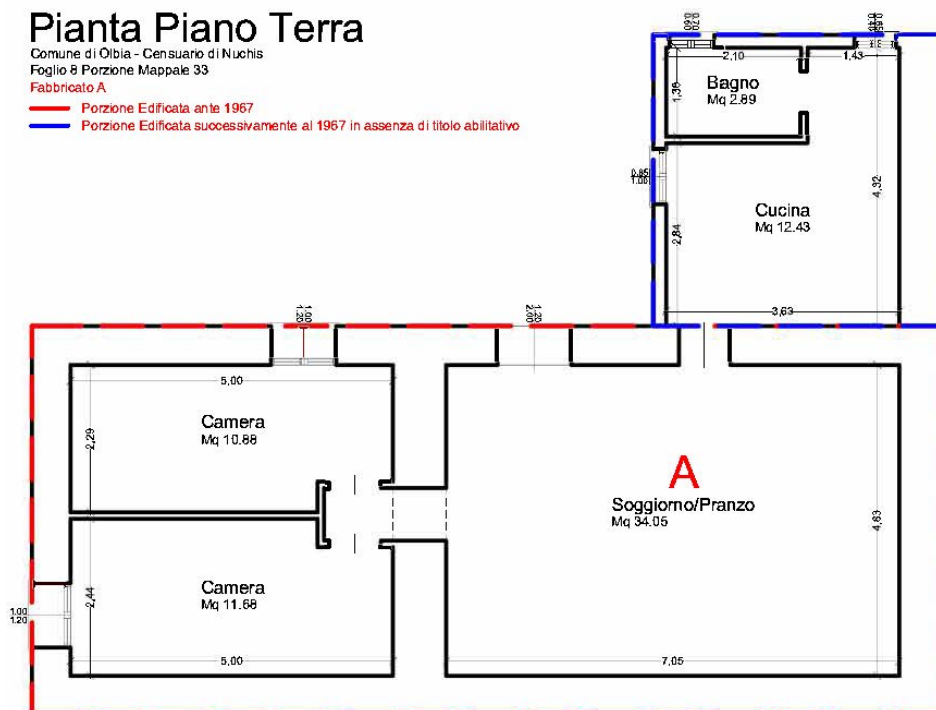 Pianta Piano Terra
Comune di Olbia - Censuario di Nuchis
Foglio 8 Porzione Mappale 33
Fabbricato A
Porzione Edificata ante 1967
Porzione Edificata successivamente al 1967 in assenza di titolo abilitativo
2,10
1,43
Bagno
Mq 2.89
1,38
0.85
1.00
4,32
Cucina
Mq 12.43
2,84
3,63
1.00
1.20
1.20
2.00
5,00
Camera
Mq 10.88
2,29
A
Soggiorno/Pranzo
Mq 34.05
4,83
Camera
Mq 11.68
2,44
1.00
1.20
5,00
7,05